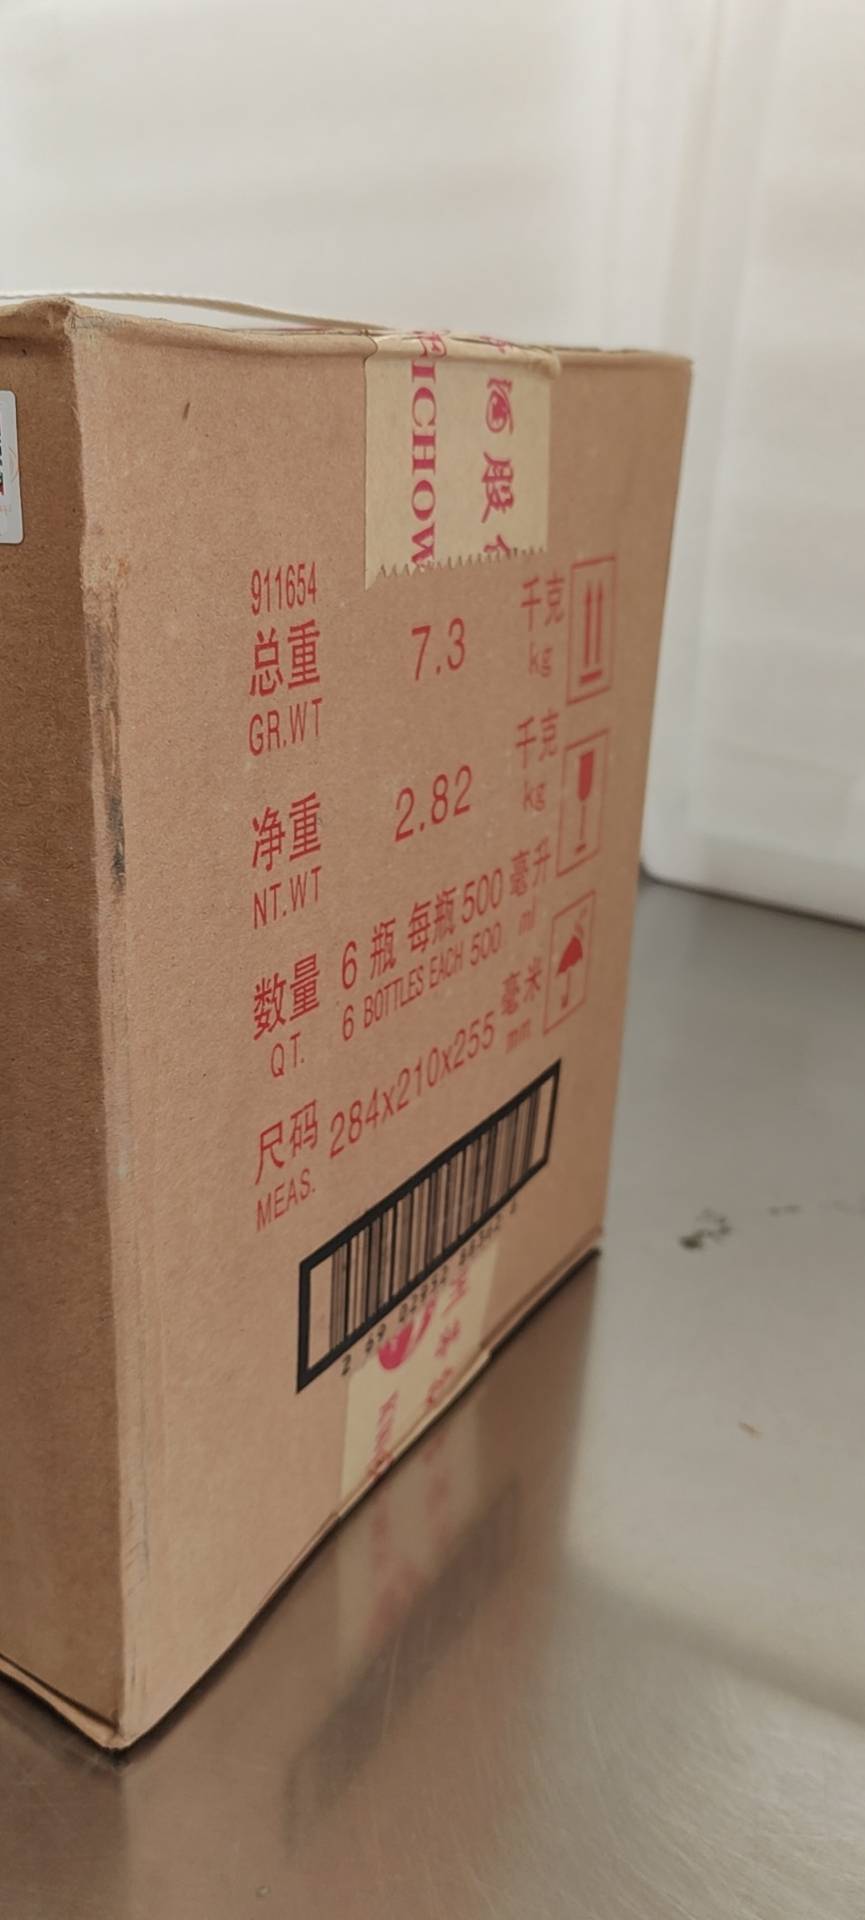 ICHOW
河股
911654
总重 7.3 千克
GR.WT kg
净重 2.82 千克
NT.WT kg
数量 6 瓶 每瓶 500 毫升
QT. 6 BOTTLES EACH 500 ml
尺码 284x210x255 毫米
MEAS. mm